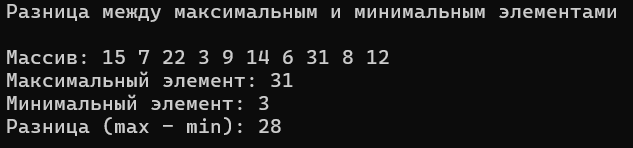 Разница между максимальным и минимальным элементами
Массив: 15 7 22 3 9 14 6 31 8 12
Максимальный элемент: 31
Минимальный элемент: 3
Разница (max - min): 28